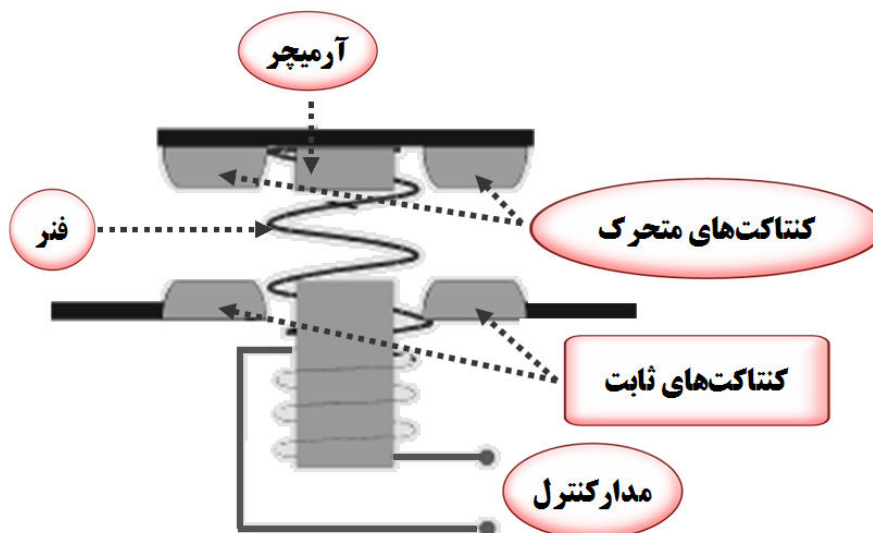 آرمیچر
فنر
کنتاکت‌های متحرک
کنتاکت‌های ثابت
مدارکنترل